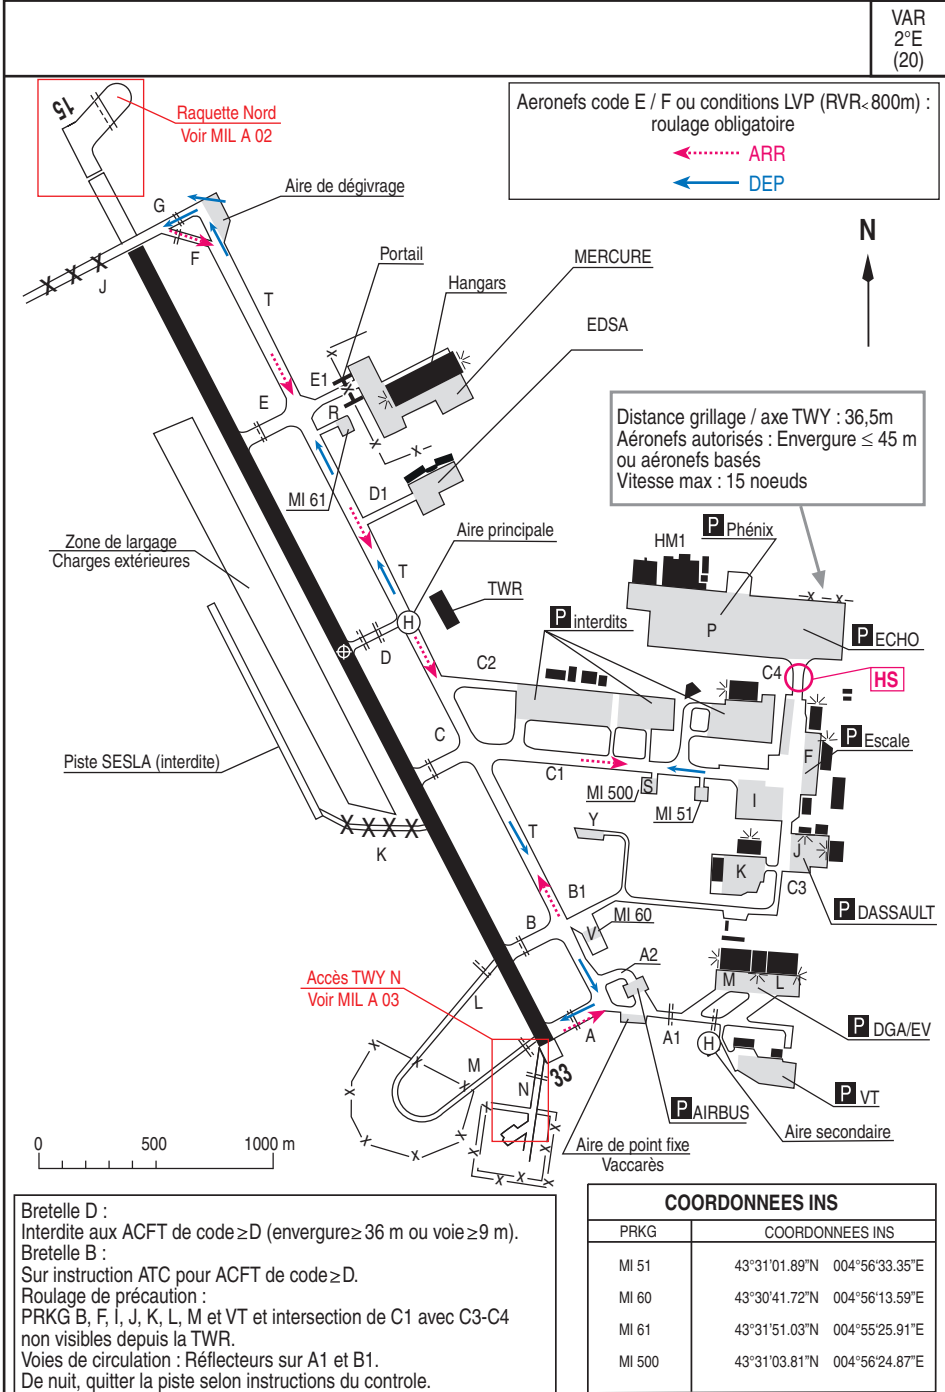 VAR
2°E
(20)
Aeronefs code E / F ou conditions LVP (RVR<800m) :
roulage obligatoire
ARR
DEP
15
Raquette Nord
Voir MIL A 02
Aire de dégivrage
G
F
J
T
N
Portail
MERCURE
Hangars
EDSA
E1
E
R
MI 61
D1
Distance grillage / axe TWY : 36,5m
Aéronefs autorisés : Envergure ≤ 45 m
ou aéronefs basés
Vitesse max : 15 noeuds
Zone de largage
Charges extérieures
Aire principale
P Phénix
HM1
T
TWR
H
P interdits
P
P ECHO
D
C2
C4
HS
C
P Escale
F
Piste SESLA (interdite)
C1
MI 500
S
MI 51
I
K
T
Y
J
K
C3
B1
P DASSAULT
B
MI 60
V
A2
M
L
Accès TWY N
Voir MIL A 03
L
A
A1
H
P DGA/EV
M
N
33
P VT
P AIRBUS
Aire secondaire
Aire de point fixe
Vaccarès
0 500 1000 m
Bretelle D :
Interdite aux ACFT de code≥D (envergure≥36 m ou voie≥9 m).
Bretelle B :
Sur instruction ATC pour ACFT de code≥D.
Roulage de précaution :
PRKG B, F, I, J, K, L, M et VT et intersection de C1 avec C3-C4
non visibles depuis la TWR.
Voies de circulation : Réflecteurs sur A1 et B1.
De nuit, quitter la piste selon instructions du controle.
COORDONNEES INS
PRKG COORDONNEES INS
MI 51 43°31'01.89"N 004°56'33.35"E
MI 60 43°30'41.72"N 004°56'13.59"E
MI 61 43°31'51.03"N 004°55'25.91"E
MI 500 43°31'03.81"N 004°56'24.87"E